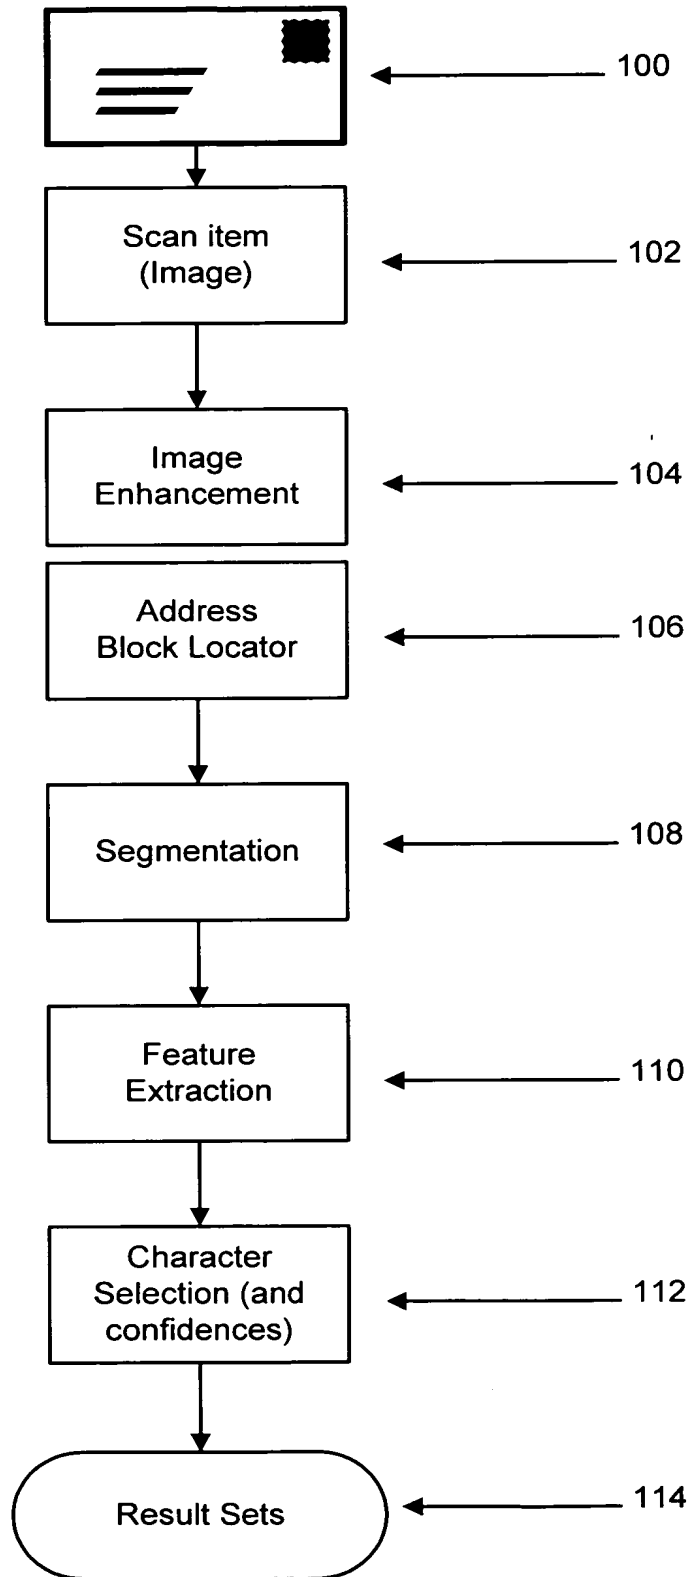 100
Scan item
(Image)
102
Image
Enhancement
104
Address
Block Locator
106
Segmentation
108
Feature
Extraction
110
Character
Selection (and
confidences)
112
Result Sets
114